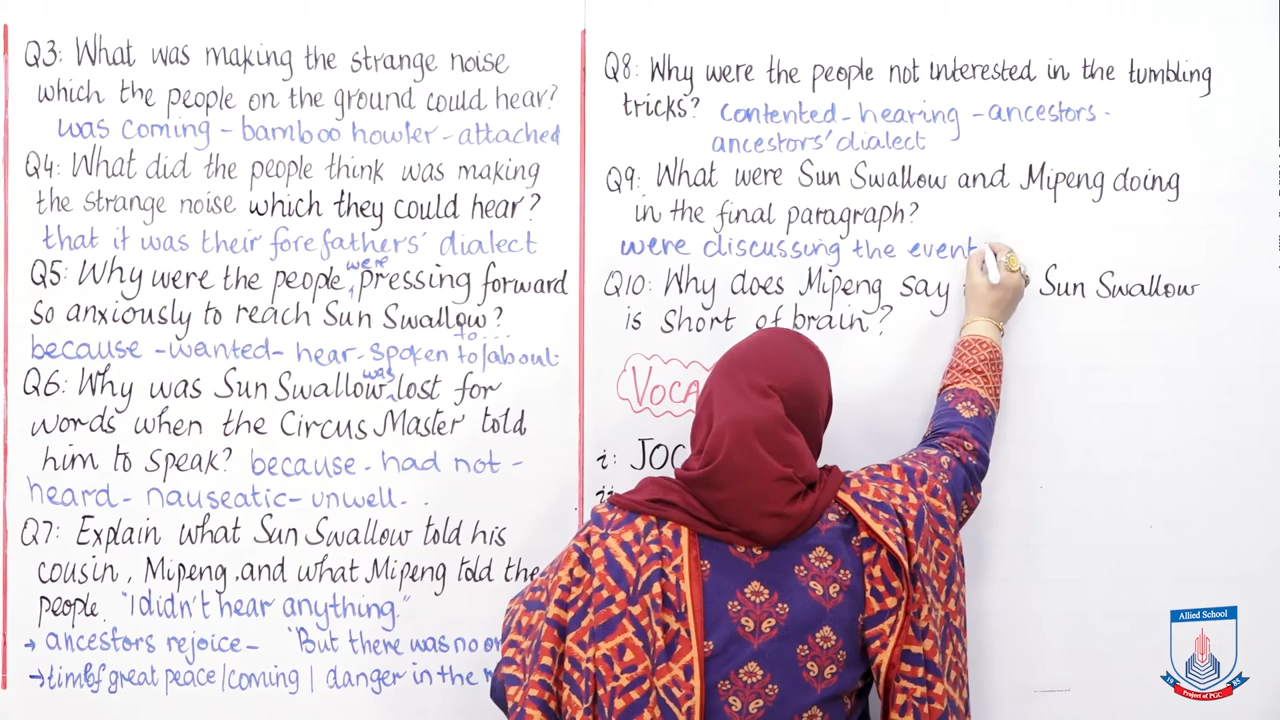 Q3: What was making the strange noise
which the people on the ground could hear?
was coming - bamboo howler - attached
Q4: What did the people think was making
the strange noise which they could hear?
that it was their forefathers' dialect
were
Q5: Why were the people, pressing forward
so anxiously to reach Sun Swallow?
to...
because - wanted - hear - spoken to/about
was
Q6: Why was Sun Swallow lost for
words when the Circus Master told
him to speak? because - had not -
heard - nauseatic - unwell - .
Q7: Explain what Sun Swallow told his
cousin, Mipeng, and what Mipeng told the
people. "I didn't hear anything."
→ ancestors rejoice - 'But there was no
→ time of great peace/coming | danger in the
Q8: Why were the people not interested in the tumbling
tricks? contented - hearing - ancestors -
ancestors' dialect
Q9: What were Sun Swallow and Mipeng doing
in the final paragraph?
were discussing the event
Q10: Why does Mipeng say Sun Swallow
is short of brain?
VOCA
i: JOC
ii
Allied School
19 85
Project of PGC